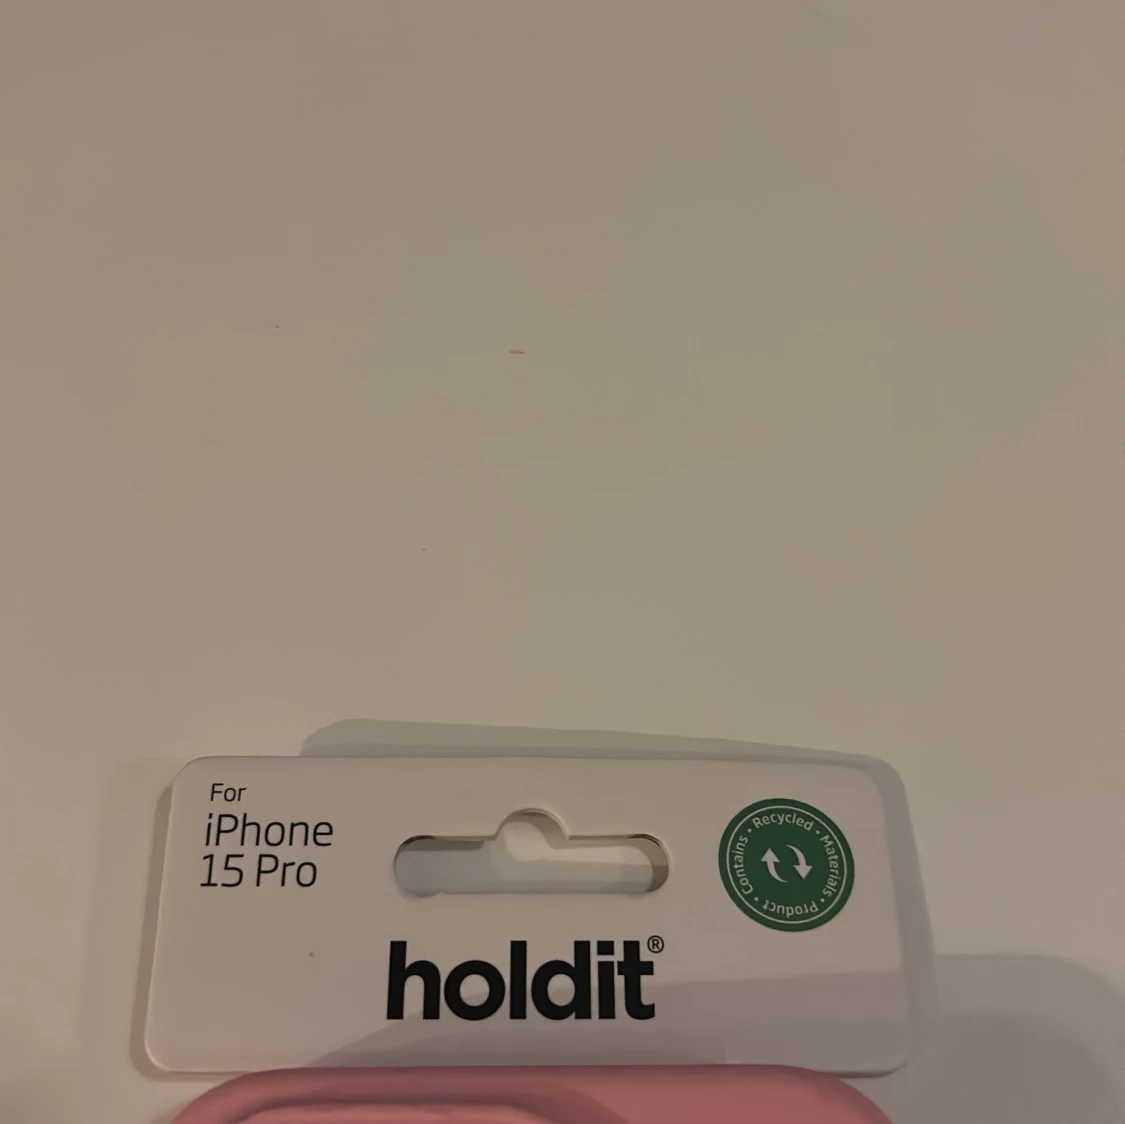 For
iPhone
15 Pro
Contains • Recycled • Materials • Product •
holdit®